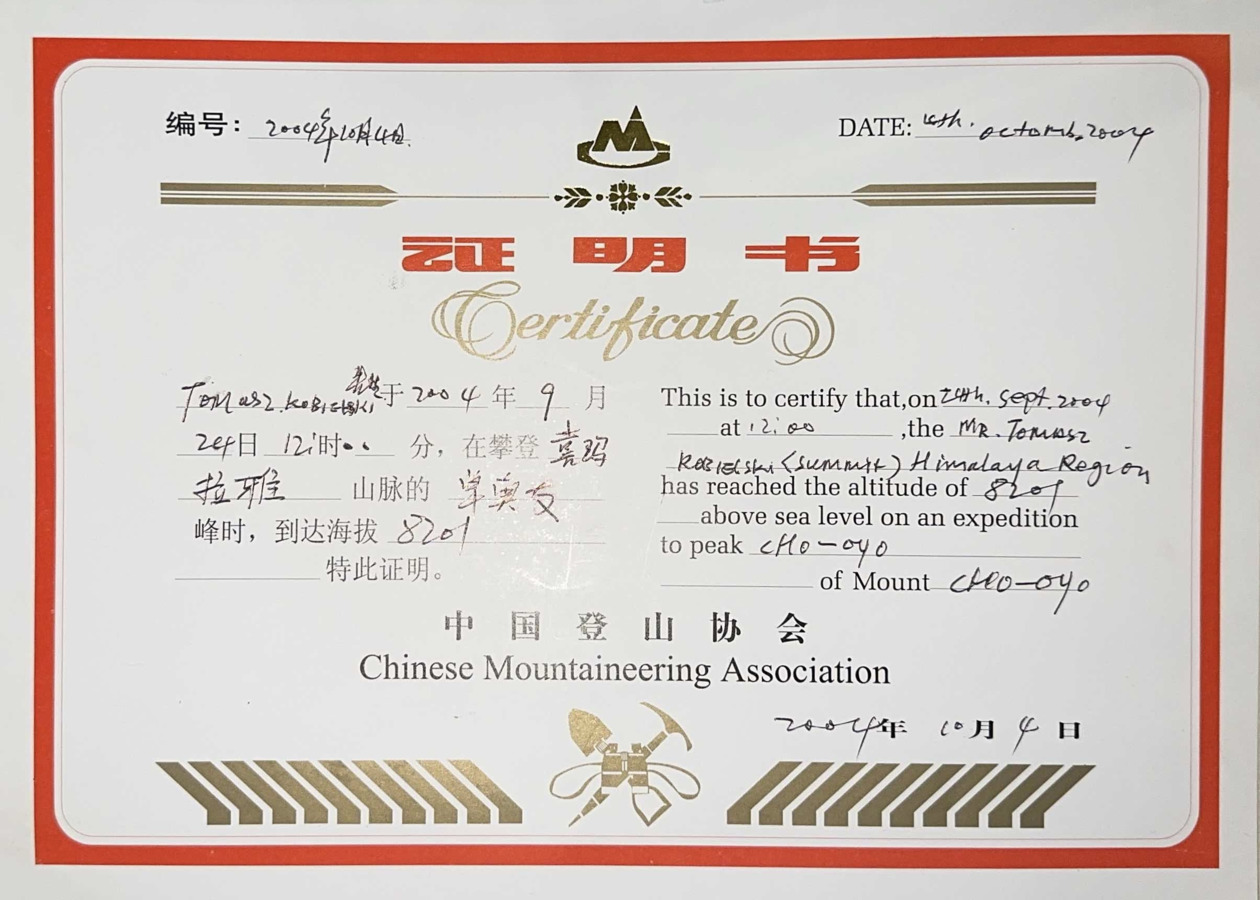 编号：2004年10月4日.
DATE: 4th. octomb, 2004
证明书
Certificate
Tomasz. KOBIELSKI 于 2004 年 9 月
24日 12时·· 分，在攀登 喜玛
拉雅 山脉的 卓奥友
峰时，到达海拔 8201
特此证明。
This is to certify that,on 24th. Sept. 2004
at 12:00 ,the MR. Tomasz
KOBIELSKI (summit) Himalaya Region
has reached the altitude of 8201
above sea level on an expedition
to peak CHO-OYO
of Mount CHO-OYO
中国登山协会
Chinese Mountaineering Association
2004年 10月 4日